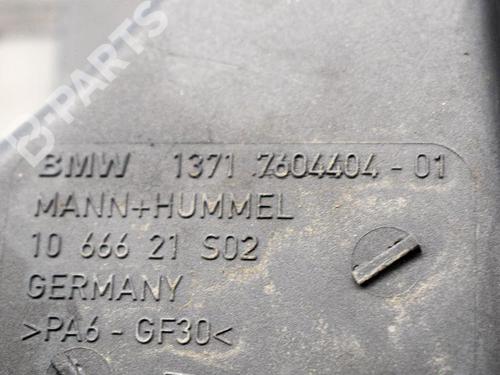 B-PARTS
BMW 1371 7604404-01
MANN+HUMMEL
10 666 21 S02
GERMANY
>PA6-GF30<